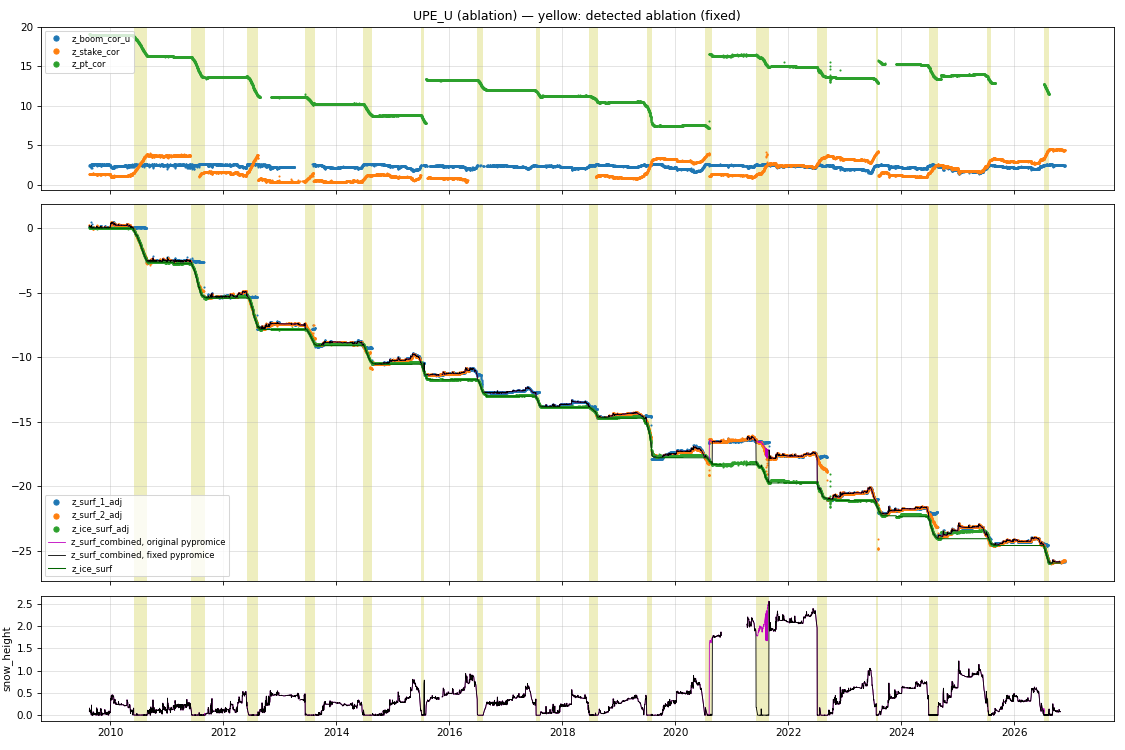 UPE_U (ablation) — yellow: detected ablation (fixed)
20
15
10
5
0
z_boom_cor_u
z_stake_cor
z_pt_cor
0
−5
−10
−15
−20
−25
z_surf_1_adj
z_surf_2_adj
z_ice_surf_adj
z_surf_combined, original pypromice
z_surf_combined, fixed pypromice
z_ice_surf
snow_height
2.5
2.0
1.5
1.0
0.5
0.0
2010 2012 2014 2016 2018 2020 2022 2024 2026